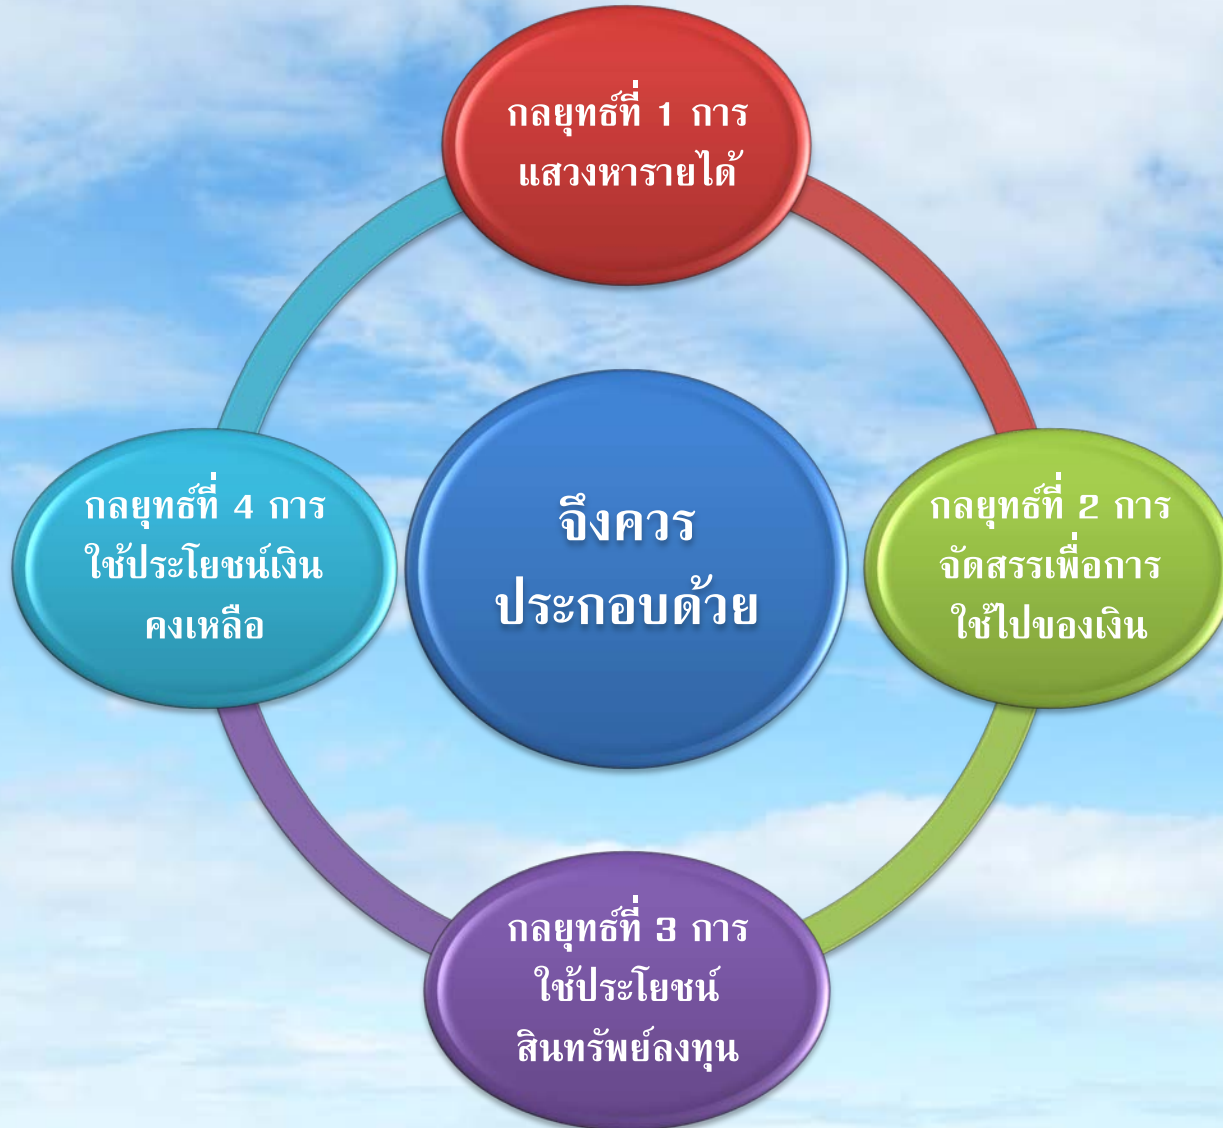 กลยุทธ์ที่ 1 การ
แสวงหารายได้
จึงควร
ประกอบด้วย
กลยุทธ์ที่ 2 การ
จัดสรรเพื่อการ
ใช้ไปของเงิน
กลยุทธ์ที่ 3 การ
ใช้ประโยชน์
สินทรัพย์ลงทุน
กลยุทธ์ที่ 4 การ
ใช้ประโยชน์เงิน
คงเหลือ